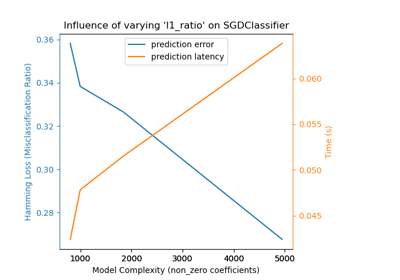 Influence of varying 'l1_ratio' on SGDClassifier
prediction error
prediction latency
0.36
0.34
0.32
0.30
0.28
Hamming Loss (Misclassification Ratio)
0.060
0.055
0.050
0.045
Time (s)
1000 2000 3000 4000 5000
Model Complexity (non_zero coefficients)